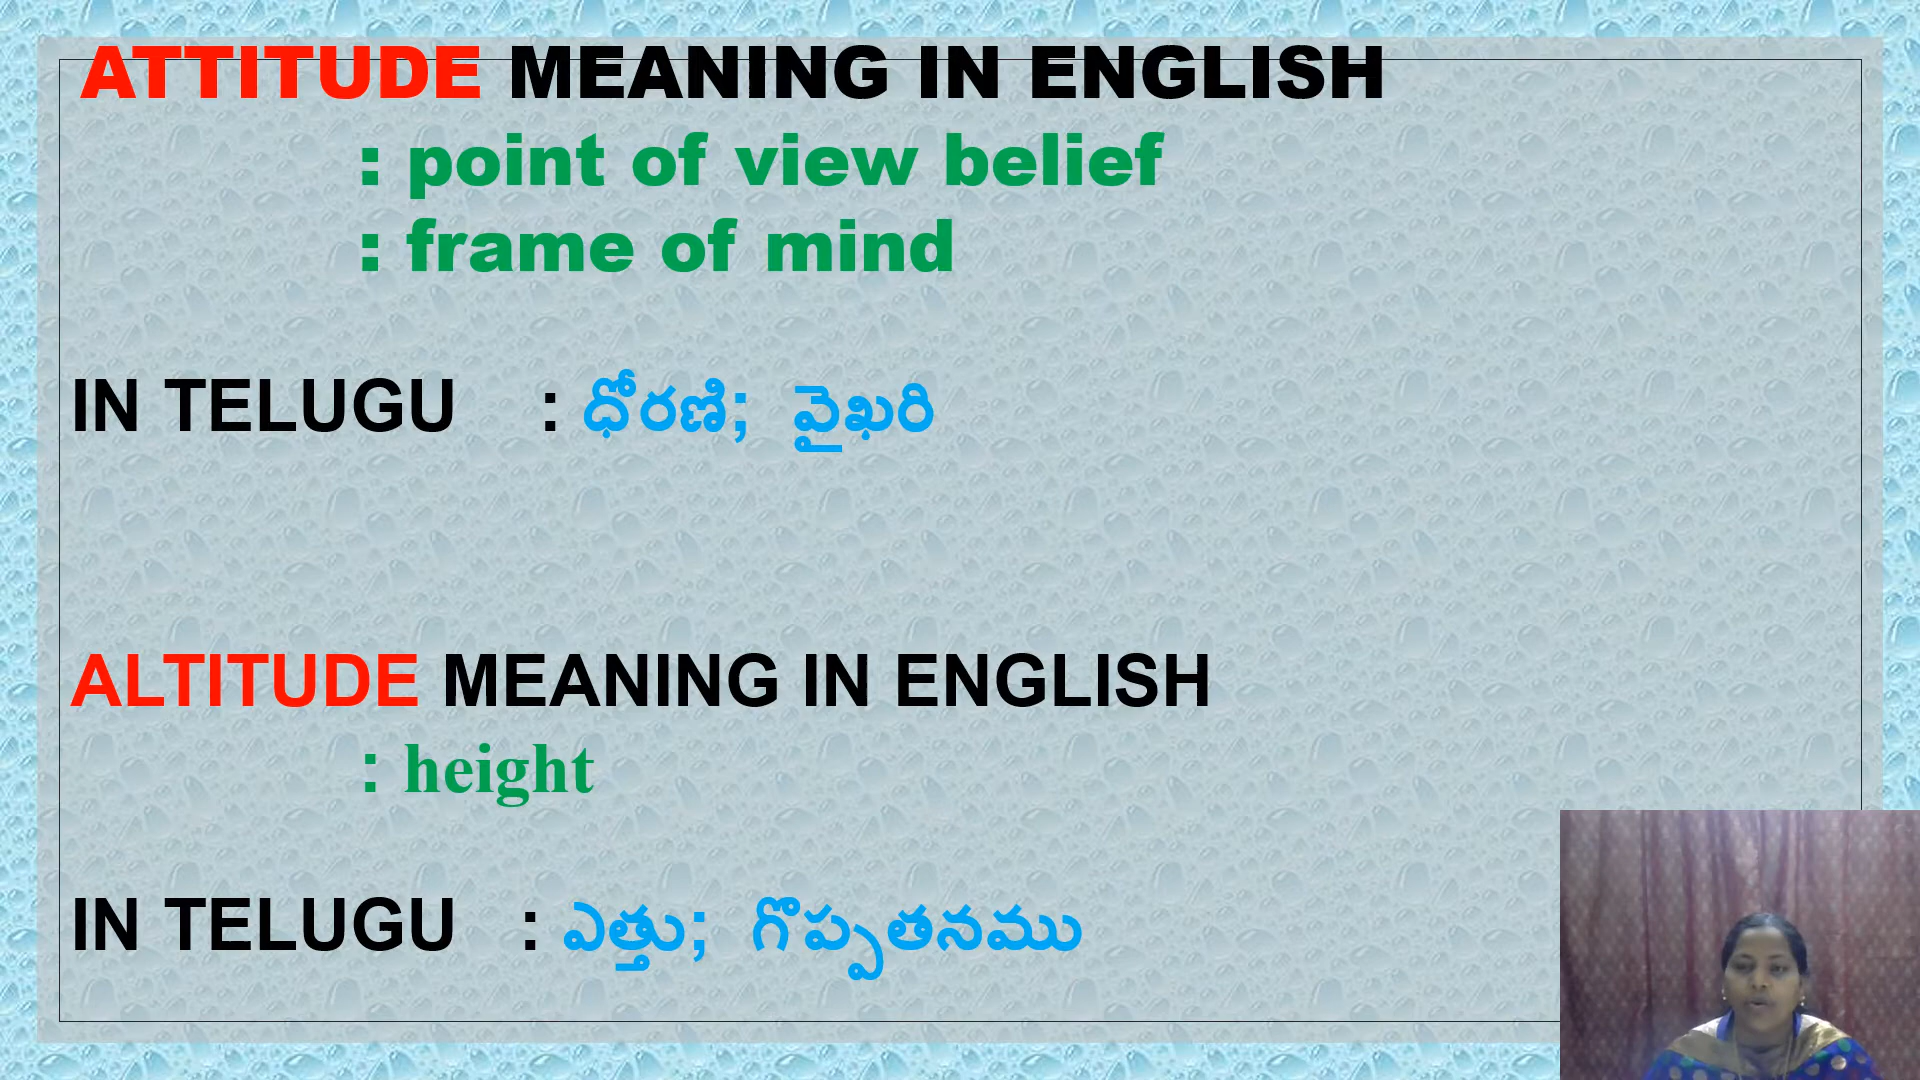 ATTITUDE MEANING IN ENGLISH
: point of view belief
: frame of mind
IN TELUGU : ధోరణి; వైఖరి
ALTITUDE MEANING IN ENGLISH
: height
IN TELUGU : ఎత్తు; గొప్పతనము